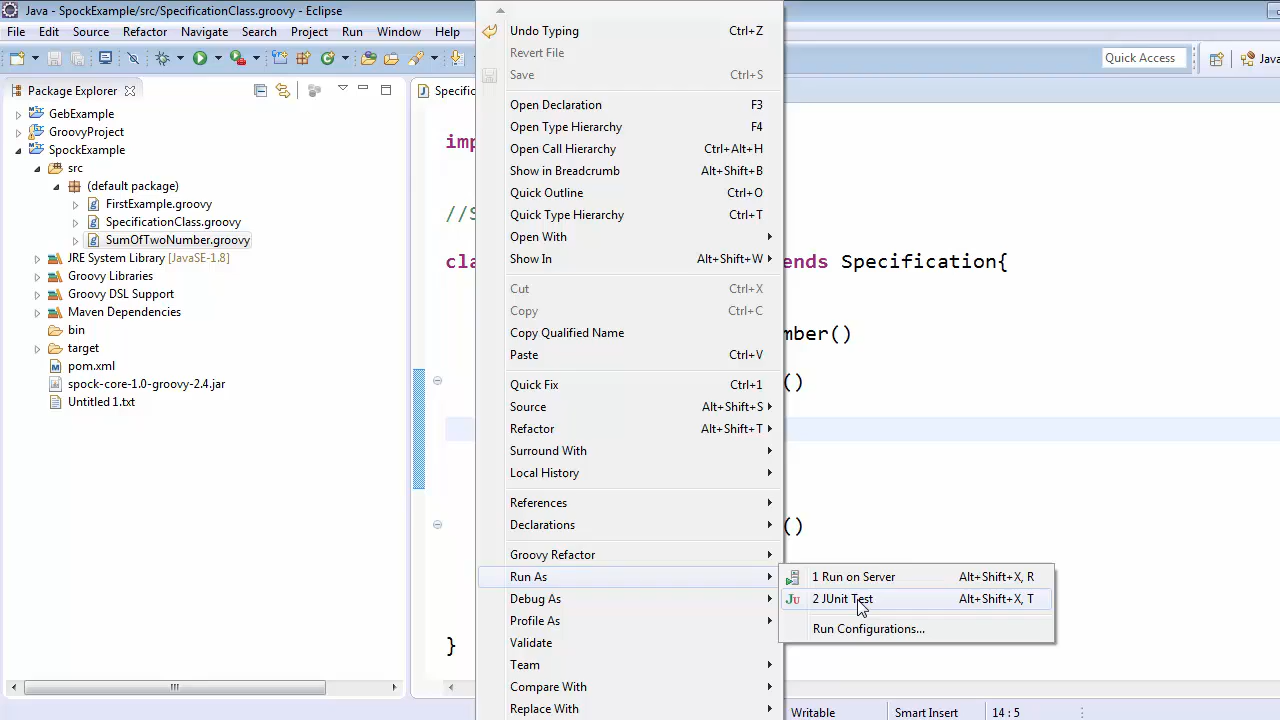 Java - SpockExample/src/SpecificationClass.groovy - Eclipse
File Edit Source Refactor Navigate Search Project Run Window Help
Quick Access
Java
Package Explorer
GebExample
GroovyProject
SpockExample
src
(default package)
FirstExample.groovy
SpecificationClass.groovy
SumOfTwoNumber.groovy
JRE System Library [JavaSE-1.8]
Groovy Libraries
Groovy DSL Support
Maven Dependencies
bin
target
pom.xml
spock-core-1.0-groovy-2.4.jar
Untitled 1.txt
Specific
imp
//S
cla
ends Specification{
mber()
()
()
}
Undo Typing Ctrl+Z
Revert File
Save Ctrl+S
Open Declaration F3
Open Type Hierarchy F4
Open Call Hierarchy Ctrl+Alt+H
Show in Breadcrumb Alt+Shift+B
Quick Outline Ctrl+O
Quick Type Hierarchy Ctrl+T
Open With
Show In Alt+Shift+W
Cut Ctrl+X
Copy Ctrl+C
Copy Qualified Name
Paste Ctrl+V
Quick Fix Ctrl+1
Source Alt+Shift+S
Refactor Alt+Shift+T
Surround With
Local History
References
Declarations
Groovy Refactor
Run As
Debug As
Profile As
Validate
Team
Compare With
Replace With
1 Run on Server Alt+Shift+X, R
2 JUnit Test Alt+Shift+X, T
Run Configurations...
Writable Smart Insert 14 : 5